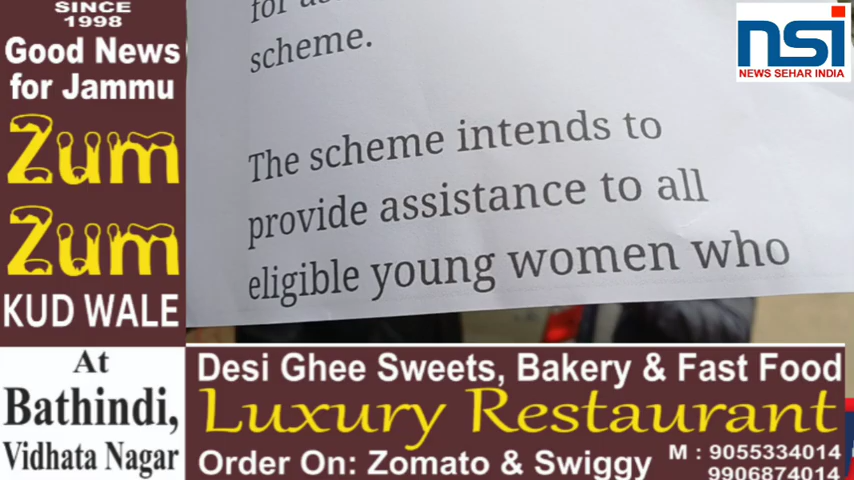 SINCE
1998
Good News
for Jammu
Zum
Zum
KUD WALE
At
Bathindi,
Vidhata Nagar
nsi
NEWS SEHAR INDIA
for
scheme.
The scheme intends to
provide assistance to all
eligible young women who
Desi Ghee Sweets, Bakery & Fast Food
Luxury Restaurant
Order On: Zomato & Swiggy
M : 9055334014
9906874014